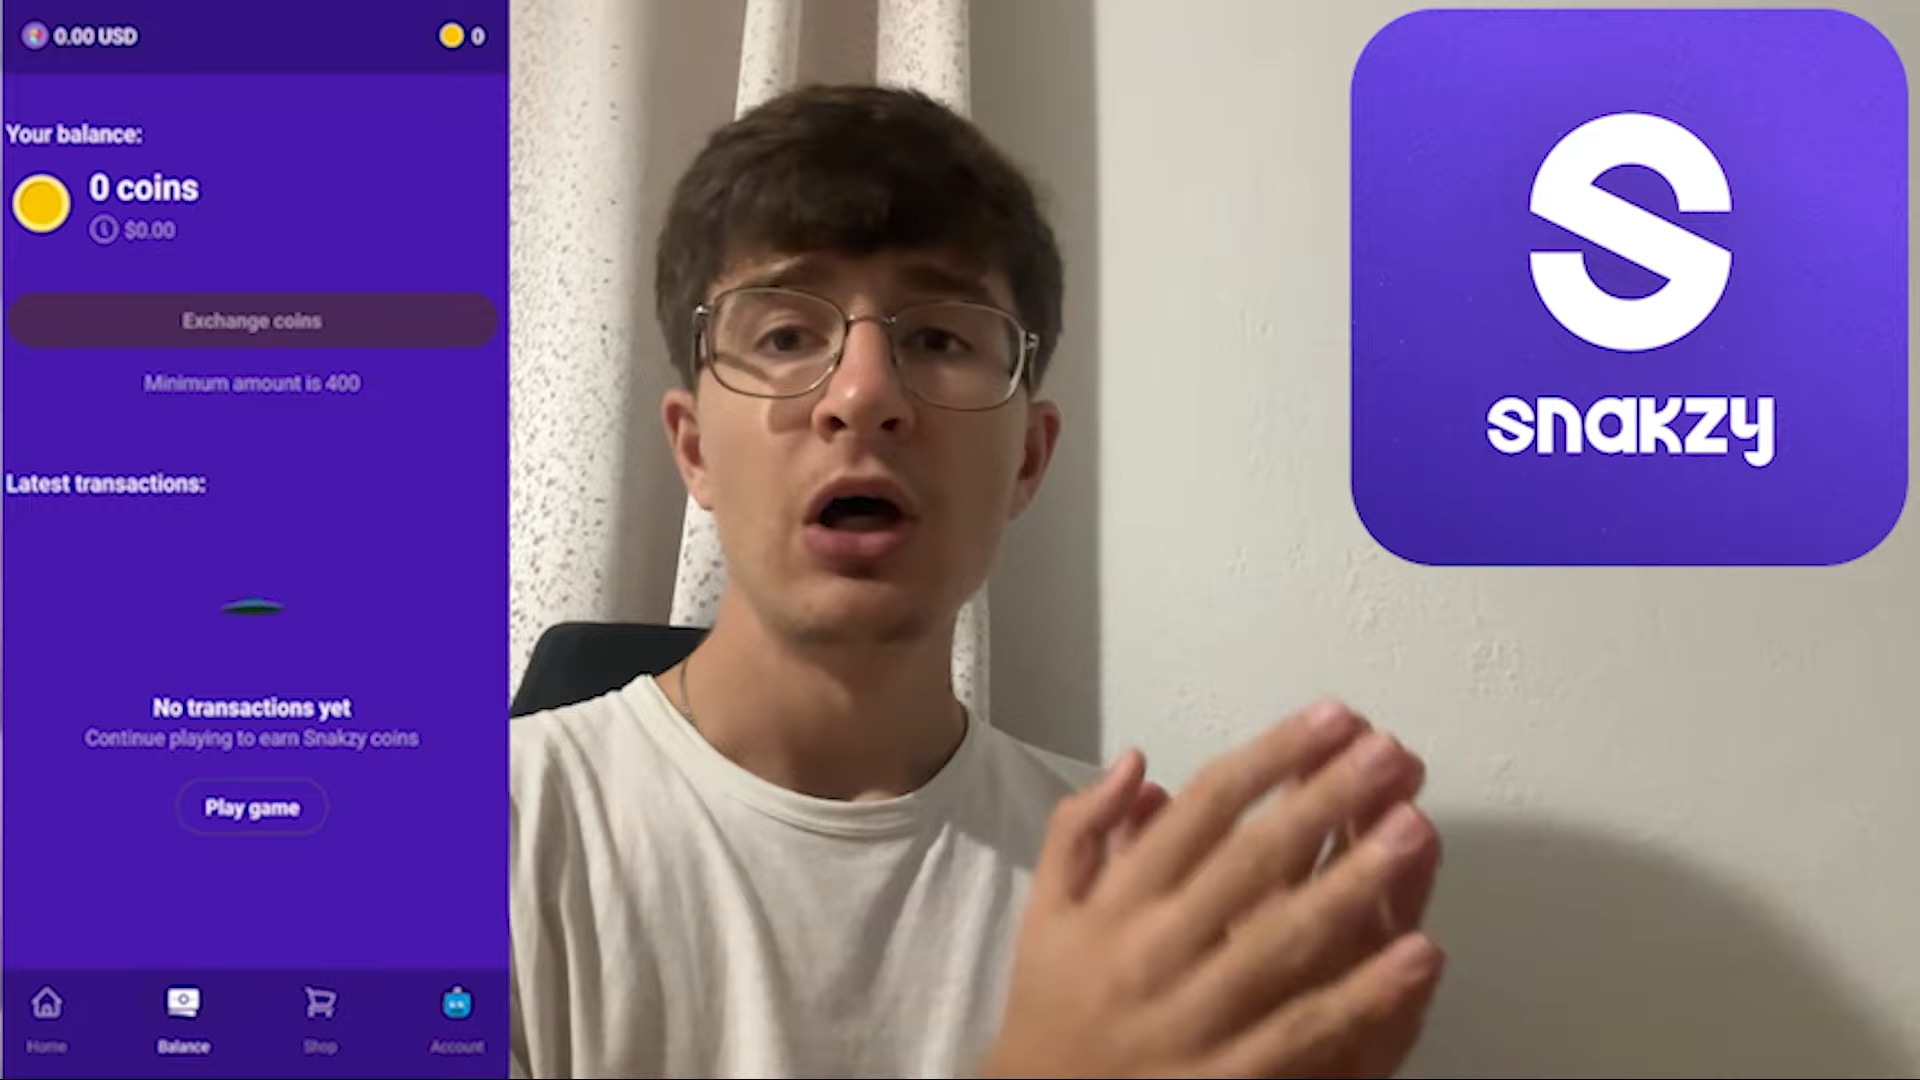 0.00 USD
0
Your balance:
0 coins
$0.00
Exchange coins
Minimum amount is 400
Latest transactions:
No transactions yet
Continue playing to earn Snakzy coins
Play game
Home
Balance
Shop
Account
S
snakzy